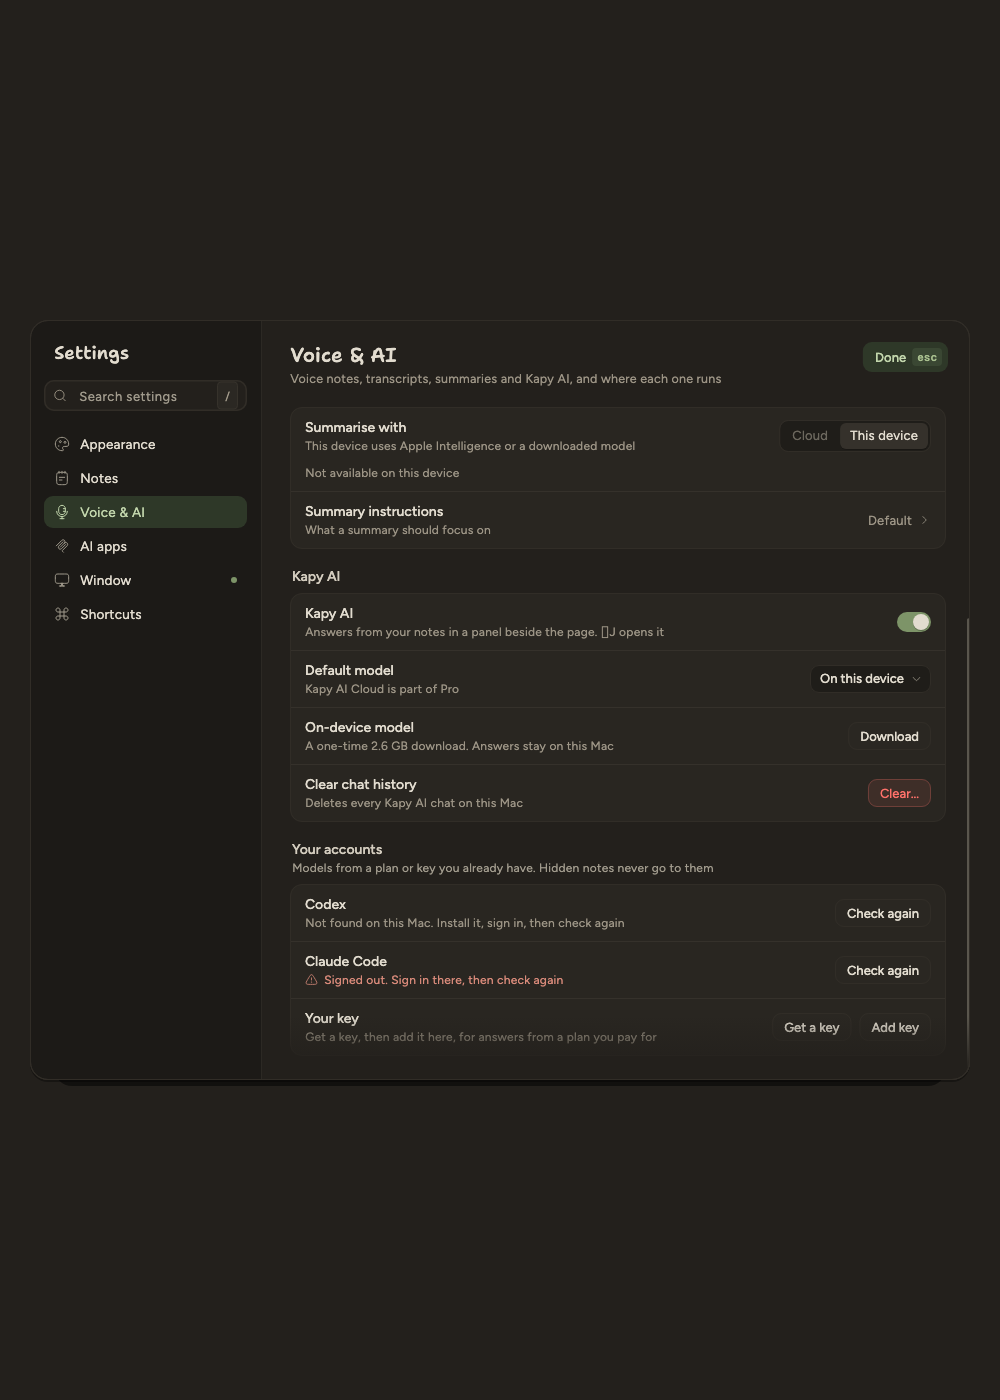 Settings
Search settings /
Appearance
Notes
Voice & AI
AI apps
Window
Shortcuts
Voice & AI
Voice notes, transcripts, summaries and Kapy AI, and where each one runs
Done esc
Summarise with
This device uses Apple Intelligence or a downloaded model
Cloud This device
Not available on this device
Summary instructions
What a summary should focus on
Default
Kapy AI
Kapy AI
Answers from your notes in a panel beside the page. ▯J opens it
Default model
Kapy AI Cloud is part of Pro
On this device
On-device model
A one-time 2.6 GB download. Answers stay on this Mac
Download
Clear chat history
Deletes every Kapy AI chat on this Mac
Clear...
Your accounts
Models from a plan or key you already have. Hidden notes never go to them
Codex
Not found on this Mac. Install it, sign in, then check again
Check again
Claude Code
Signed out. Sign in there, then check again
Check again
Your key
Get a key, then add it here, for answers from a plan you pay for
Get a key Add key